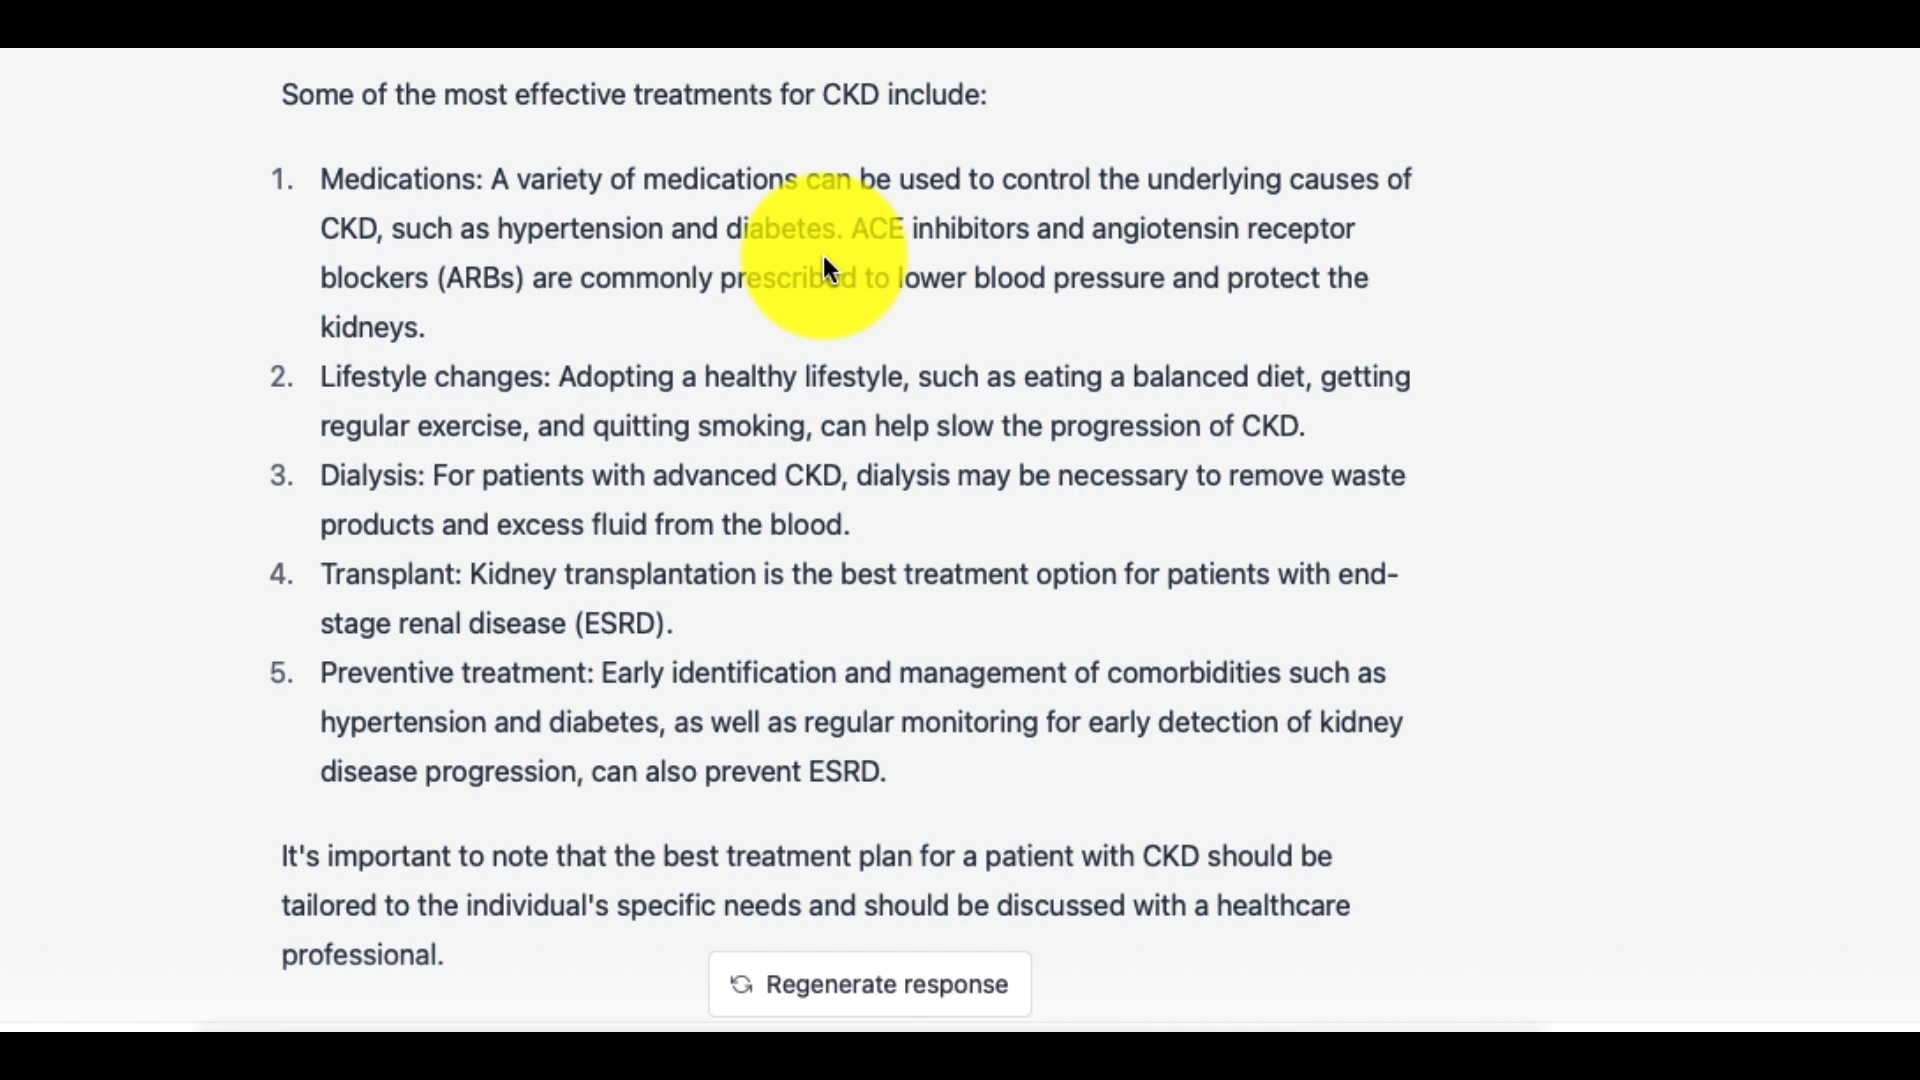 Some of the most effective treatments for CKD include:
1. Medications: A variety of medications can be used to control the underlying causes of
CKD, such as hypertension and diabetes. ACE inhibitors and angiotensin receptor
blockers (ARBs) are commonly prescribed to lower blood pressure and protect the
kidneys.
2. Lifestyle changes: Adopting a healthy lifestyle, such as eating a balanced diet, getting
regular exercise, and quitting smoking, can help slow the progression of CKD.
3. Dialysis: For patients with advanced CKD, dialysis may be necessary to remove waste
products and excess fluid from the blood.
4. Transplant: Kidney transplantation is the best treatment option for patients with end-
stage renal disease (ESRD).
5. Preventive treatment: Early identification and management of comorbidities such as
hypertension and diabetes, as well as regular monitoring for early detection of kidney
disease progression, can also prevent ESRD.
It's important to note that the best treatment plan for a patient with CKD should be
tailored to the individual's specific needs and should be discussed with a healthcare
professional.
Regenerate response